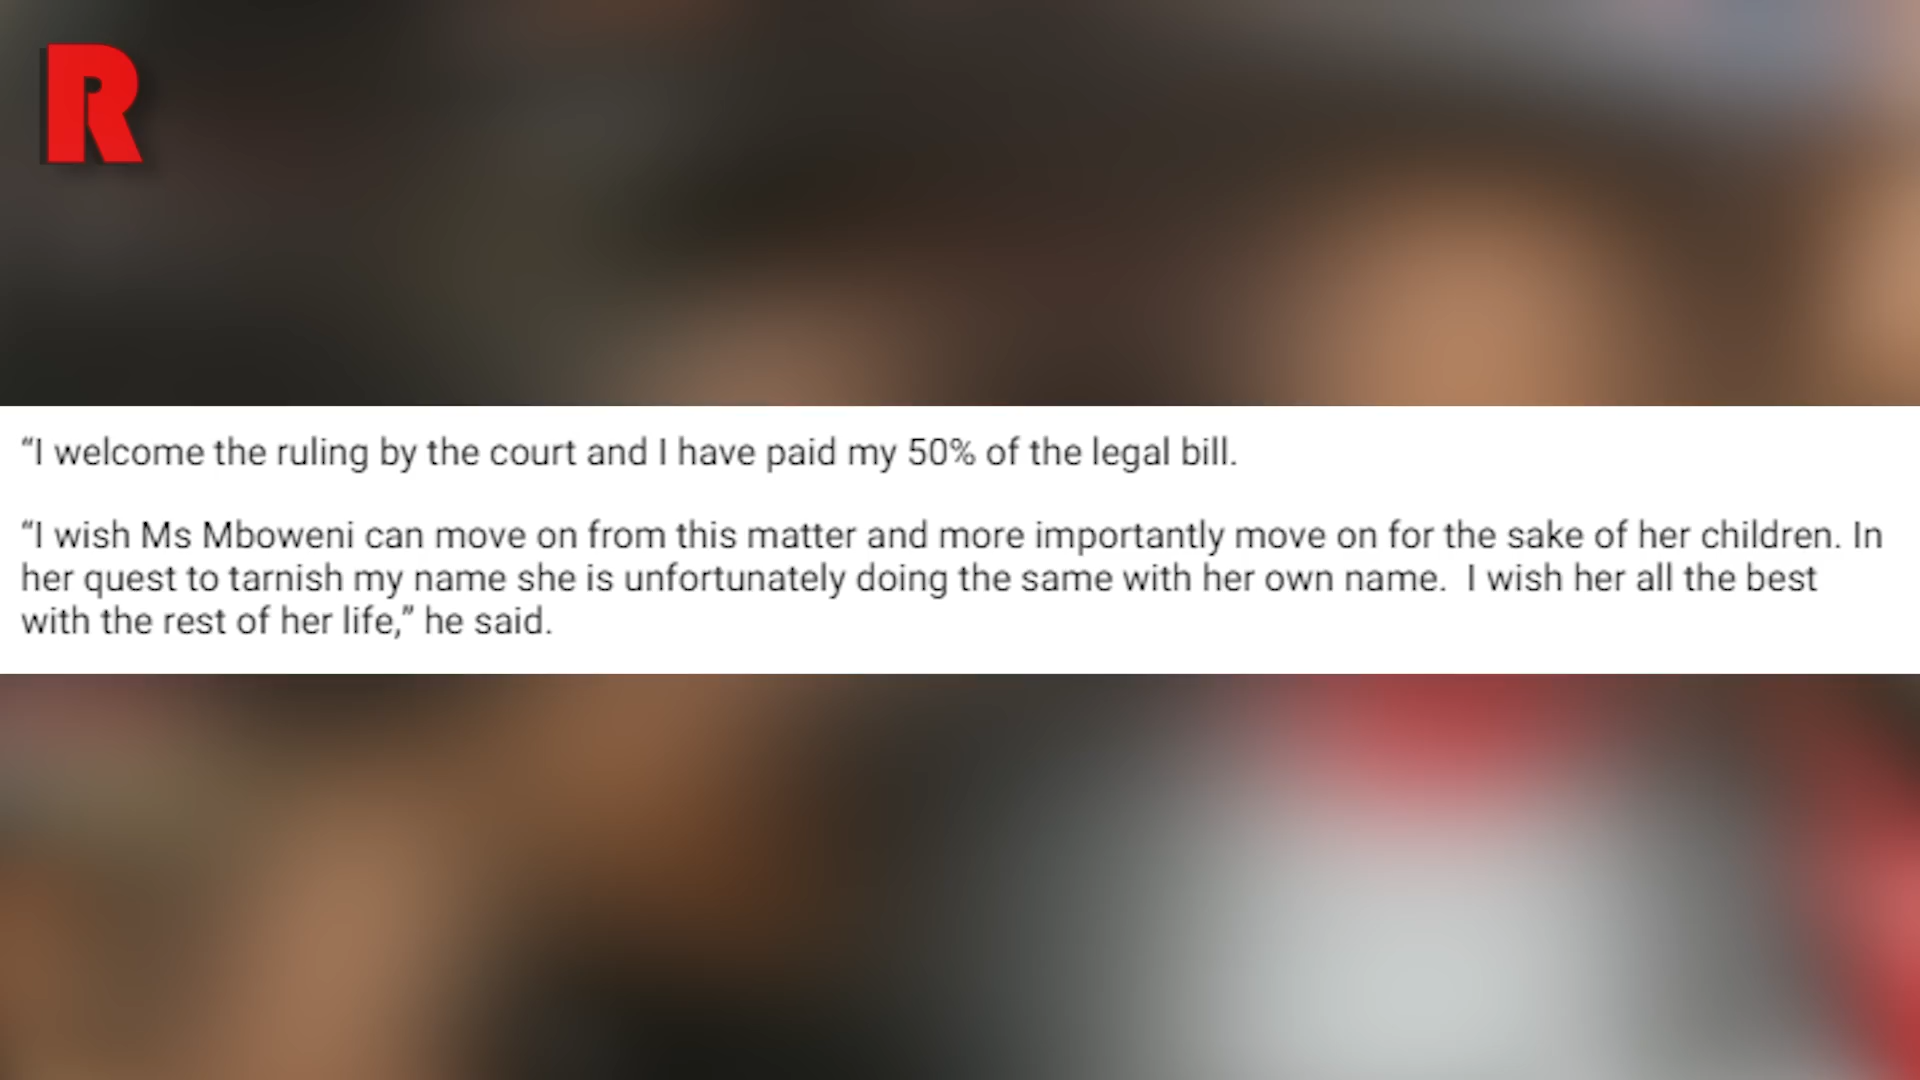 R
“I welcome the ruling by the court and I have paid my 50% of the legal bill.
“I wish Ms Mboweni can move on from this matter and more importantly move on for the sake of her children. In
her quest to tarnish my name she is unfortunately doing the same with her own name.  I wish her all the best
with the rest of her life,” he said.